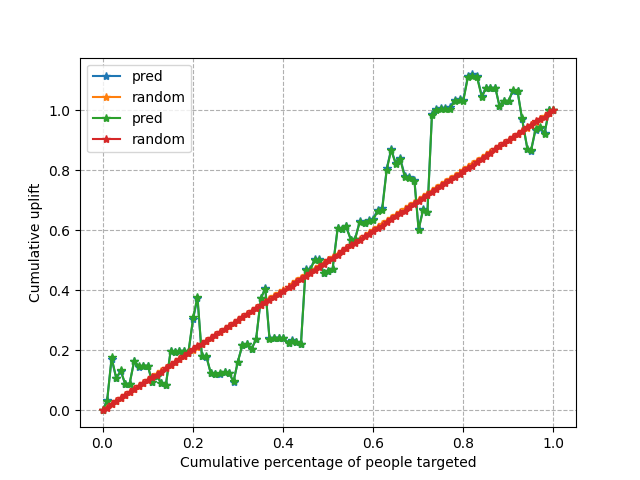 pred
random
pred
random
1.0
0.8
0.6
0.4
0.2
0.0
Cumulative uplift
0.0 0.2 0.4 0.6 0.8 1.0
Cumulative percentage of people targeted